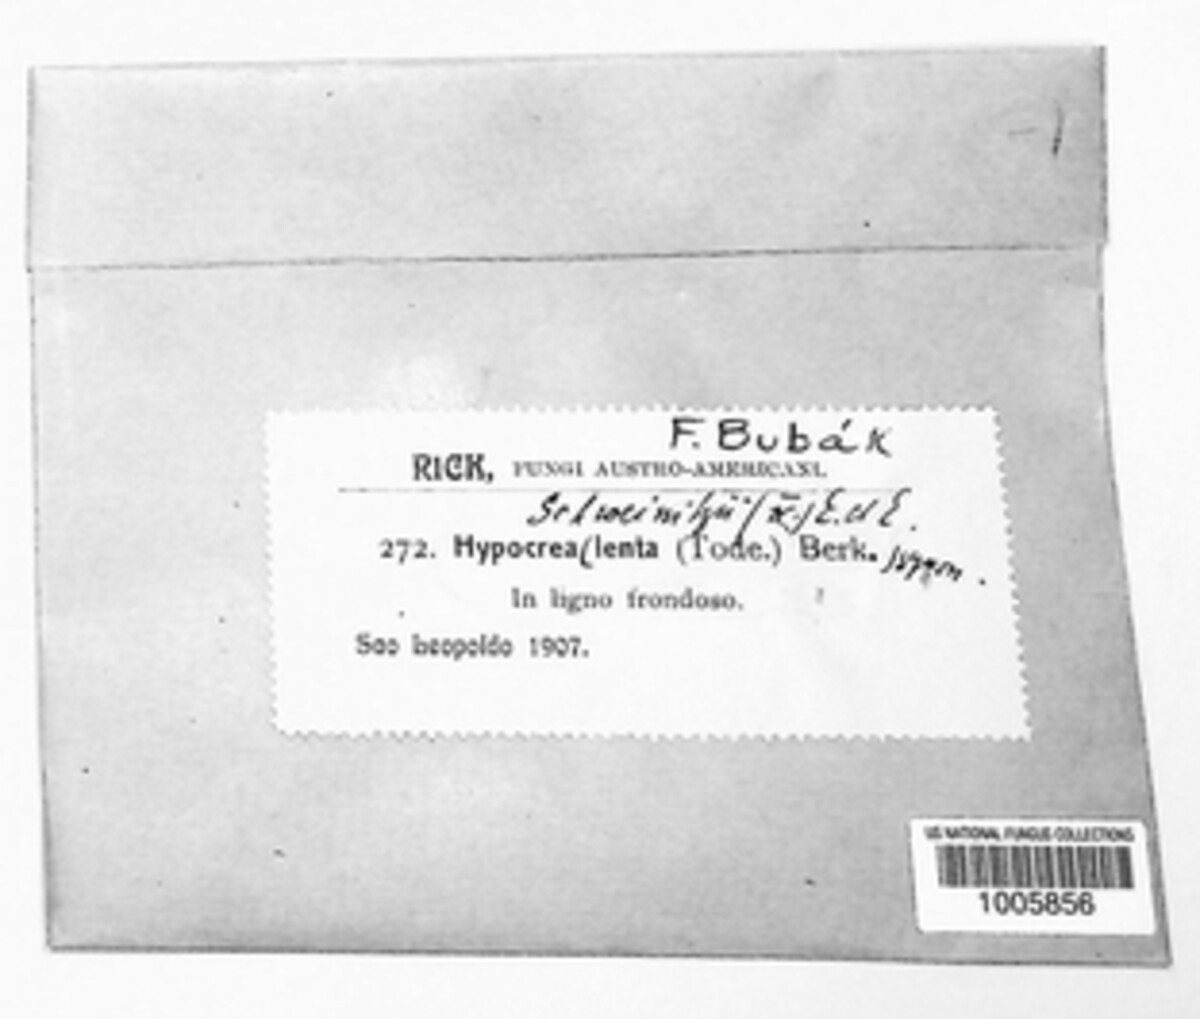 F. Bubák
RICK, FUNGI AUSTRO-AMERICANI.
Schweinitzii (Fr.)
272. Hypocrea (lenta (Tode.) Berk.
In ligno frondoso.
Sao Leopoldo 1907.
US NATIONAL FUNGUS COLLECTIONS
1005856